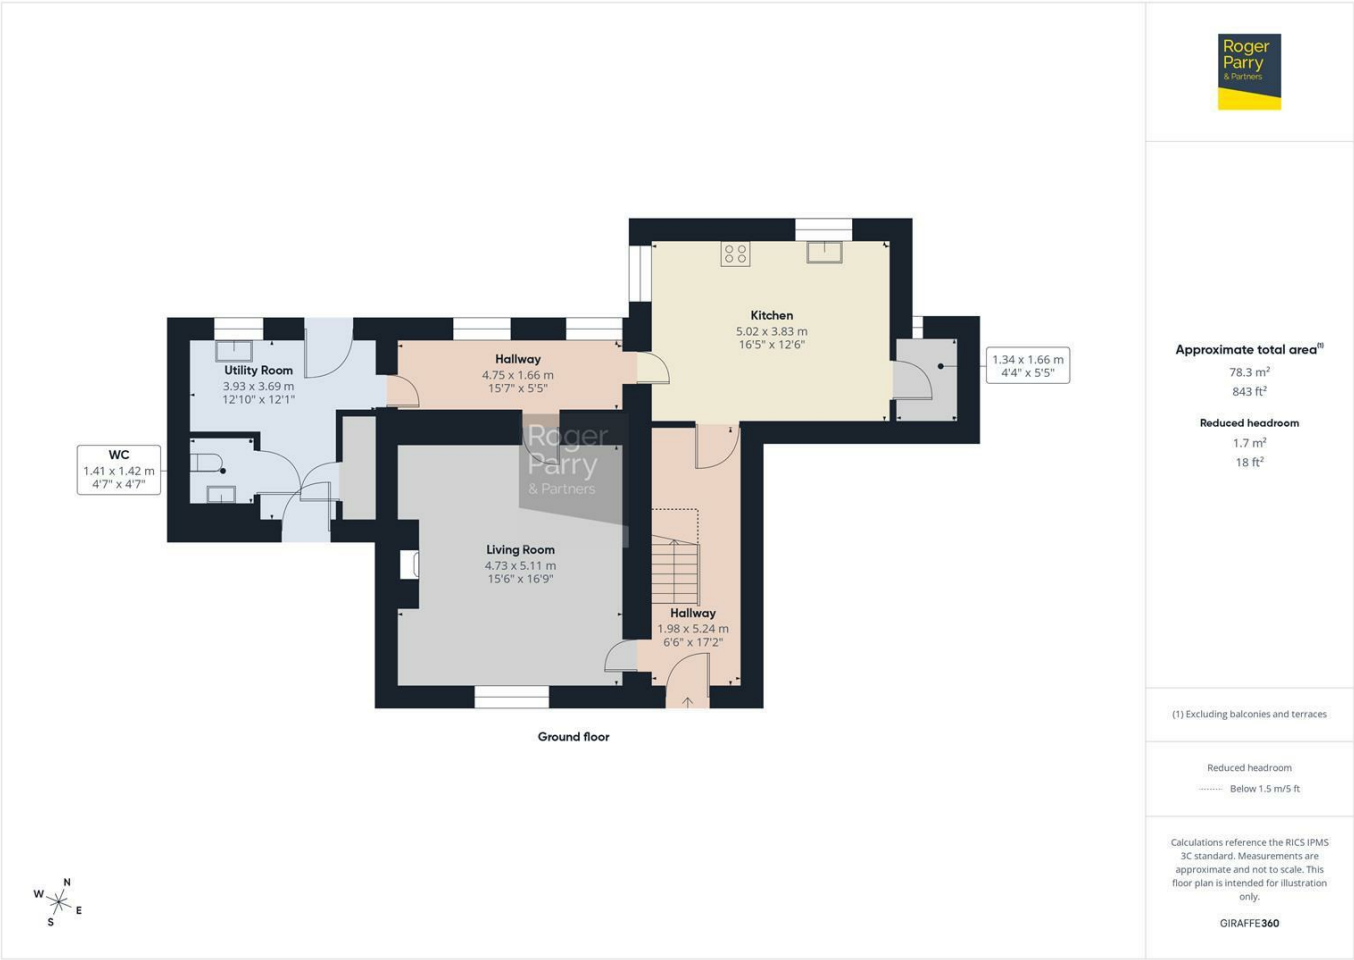 Roger
Parry
& Partners
Approximate total area(1)
78.3 m²
843 ft²
Reduced headroom
1.7 m²
18 ft²
(1) Excluding balconies and terraces
Reduced headroom
Below 1.5 m/5 ft
Calculations reference the RICS IPMS
3C standard. Measurements are
approximate and not to scale. This
floor plan is intended for illustration
only.
GIRAFFE360
Kitchen
5.02 x 3.83 m
16'5" x 12'6"
1.34 x 1.66 m
4'4" x 5'5"
Hallway
4.75 x 1.66 m
15'7" x 5'5"
Utility Room
3.93 x 3.69 m
12'10" x 12'1"
WC
1.41 x 1.42 m
4'7" x 4'7"
Roger
Parry
& Partners
Living Room
4.73 x 5.11 m
15'6" x 16'9"
Hallway
1.98 x 5.24 m
6'6" x 17'2"
Ground floor
N
W
E
S